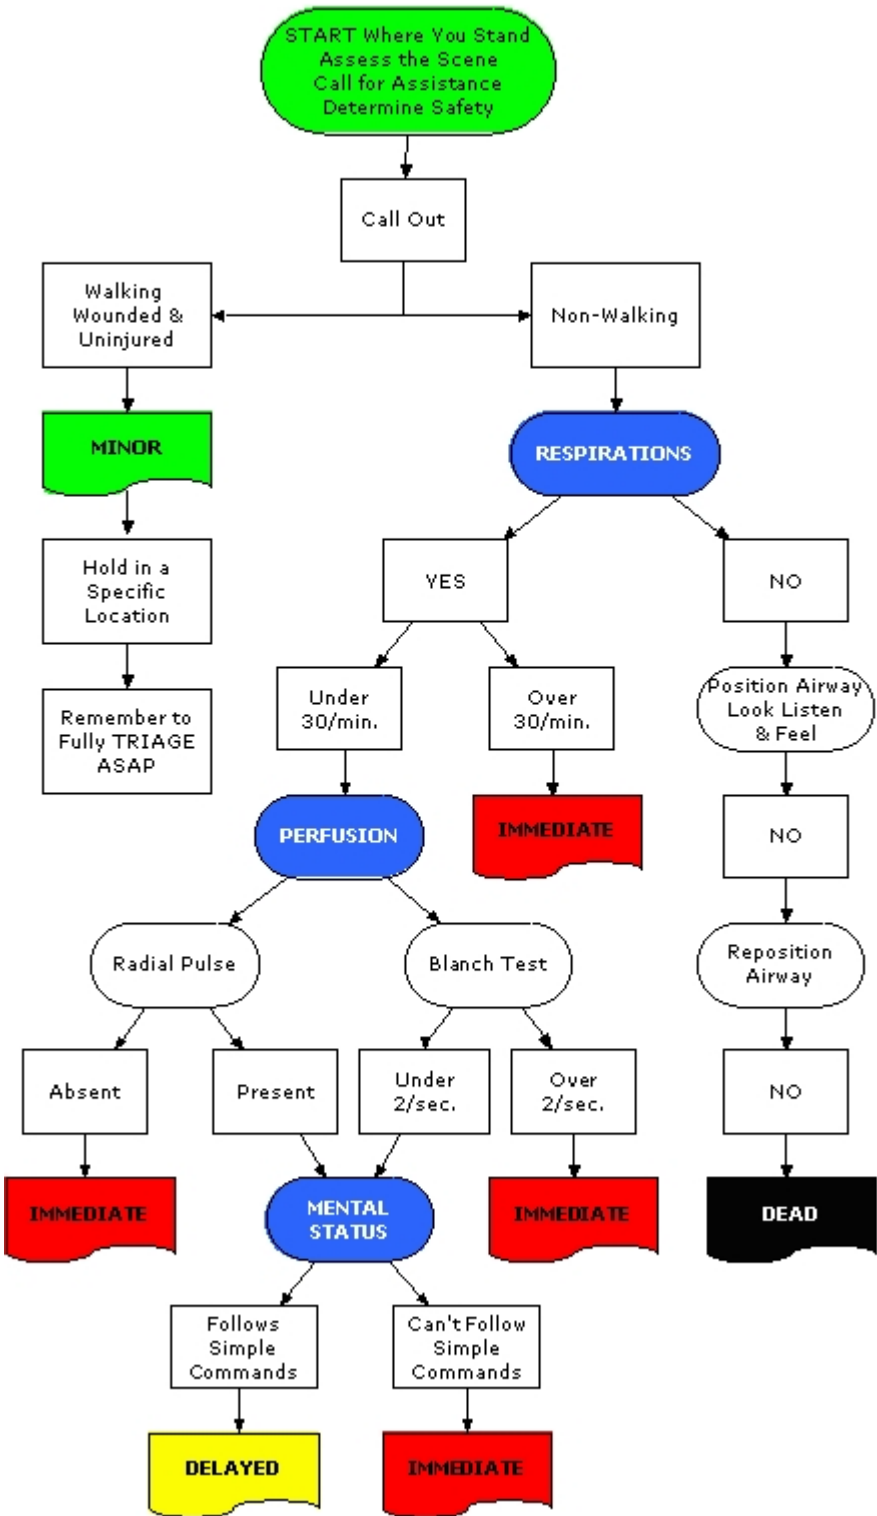 START Where You Stand
Assess the Scene
Call for Assistance
Determine Safety
Call Out
Walking
Wounded &
Uninjured
Non-Walking
MINOR
RESPIRATIONS
Hold in a
Specific
Location
YES
NO
Remember to
Fully TRIAGE
ASAP
Under
30/min.
Over
30/min.
Position Airway
Look Listen
& Feel
PERFUSION
IMMEDIATE
NO
Radial Pulse
Blanch Test
Reposition
Airway
Absent
Present
Under
2/sec.
Over
2/sec.
NO
IMMEDIATE
MENTAL
STATUS
IMMEDIATE
DEAD
Follows
Simple
Commands
Can't Follow
Simple
Commands
DELAYED
IMMEDIATE